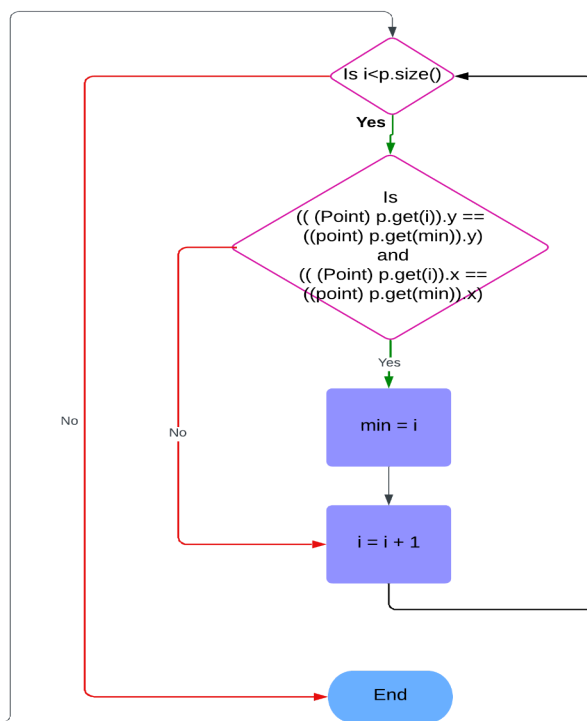 Is i<p.size()
Yes
Is
(( (Point) p.get(i)).y ==
((point) p.get(min)).y)
and
(( (Point) p.get(i)).x ==
((point) p.get(min)).x)
Yes
No
No
min = i
i = i + 1
End